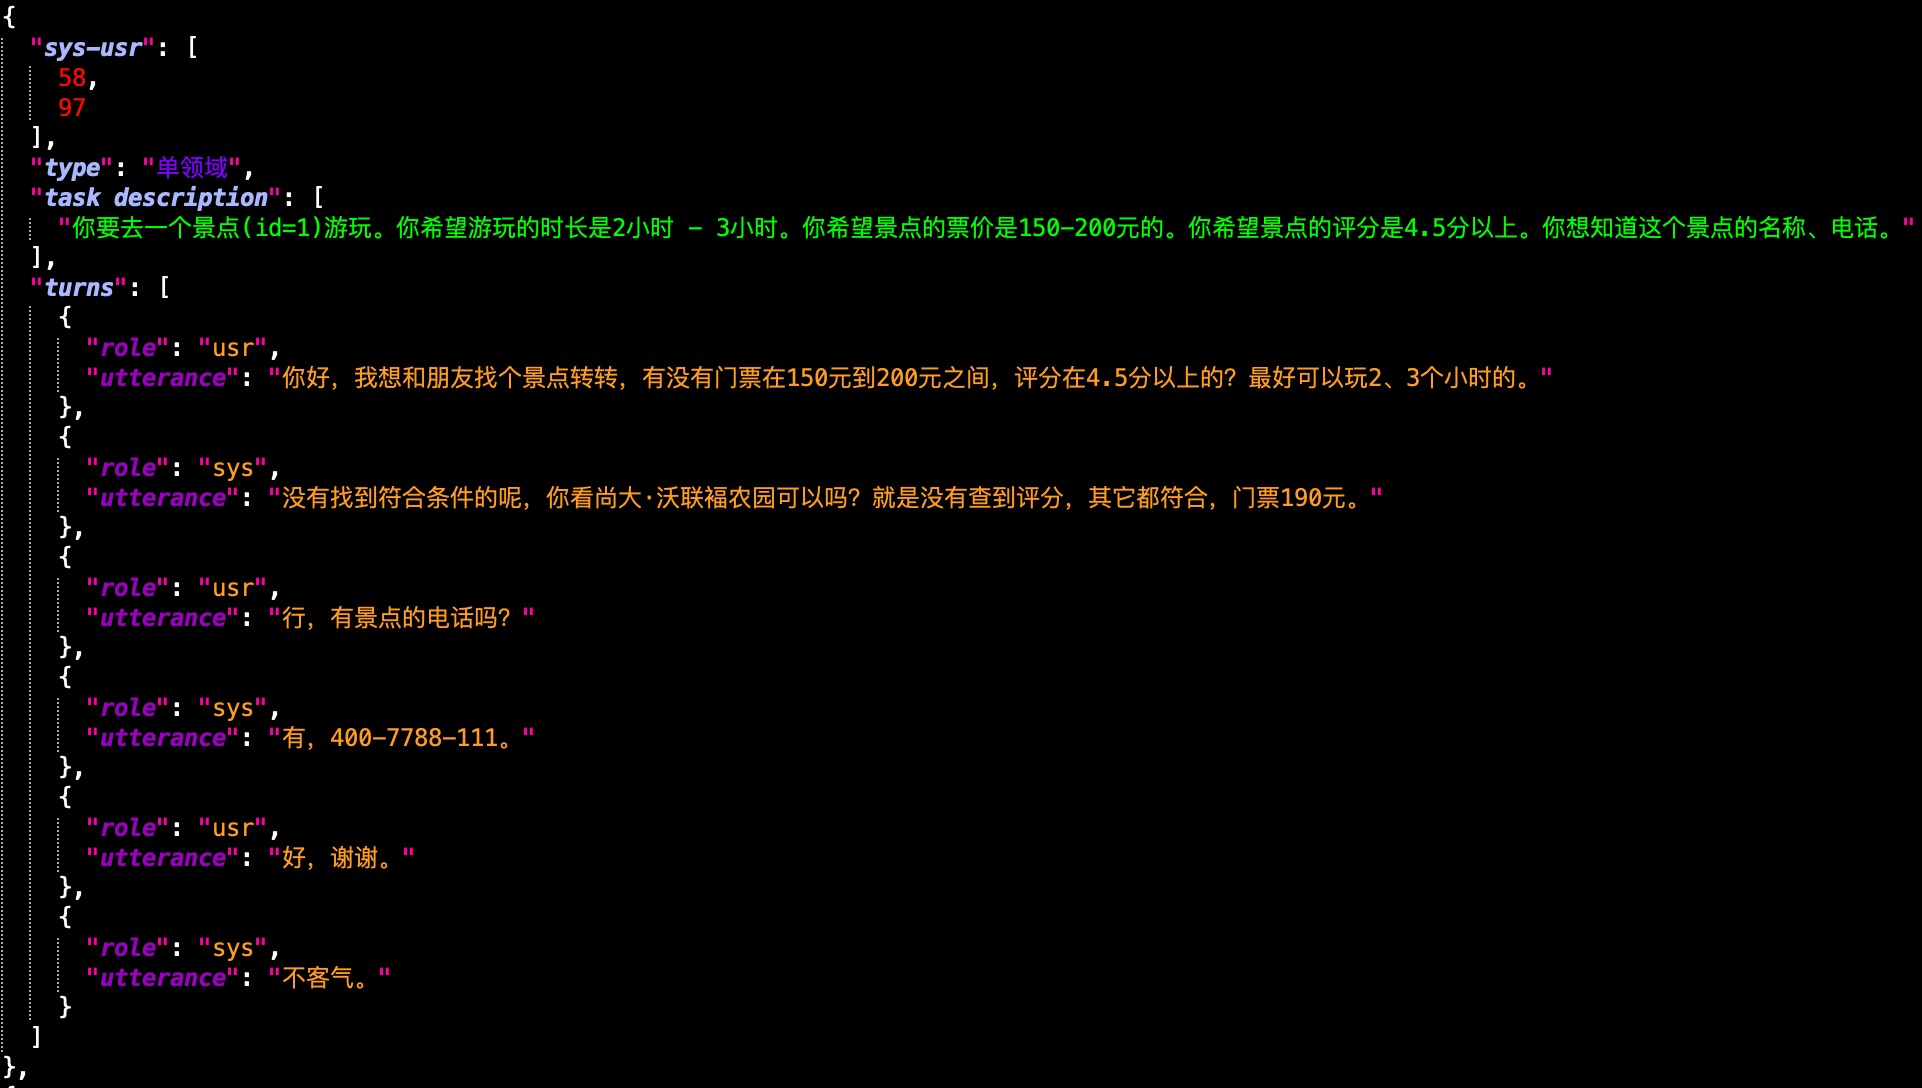 {
"sys-usr": [
58,
97
],
"type": "单领域",
"task description": [
"你要去一个景点(id=1)游玩。你希望游玩的时长是2小时 - 3小时。你希望景点的票价是150-200元的。你希望景点的评分是4.5分以上。你想知道这个景点的名称、电话。"
],
"turns": [
{
"role": "usr",
"utterance": "你好，我想和朋友找个景点转转，有没有门票在150元到200元之间，评分在4.5分以上的？最好可以玩2、3个小时的。"
},
{
"role": "sys",
"utterance": "没有找到符合条件的呢，你看尚大·沃联福农园可以吗？就是没有查到评分，其它都符合，门票190元。"
},
{
"role": "usr",
"utterance": "行，有景点的电话吗？"
},
{
"role": "sys",
"utterance": "有，400-7788-111。"
},
{
"role": "usr",
"utterance": "好，谢谢。"
},
{
"role": "sys",
"utterance": "不客气。"
}
]
},